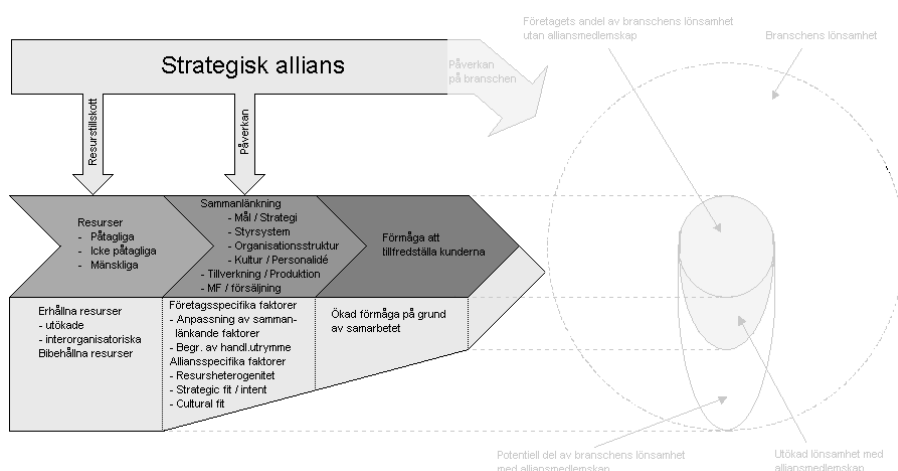 Företagets andel av branschens lönsamhet
utan alliansmedlemskap
Branschens lönsamhet
Strategisk allians
Påverkan
på branschen
Resurstillskott
Påverkan
Resurser
- Påtagliga
- Icke påtagliga
- Mänskliga
Sammanlänkning
- Mål / Strategi
- Styrsystem
- Organisationsstruktur
- Kultur / Personalidé
- Tillverkning / Produktion
- MF / försäljning
Förmåga att
tillfredställa kunderna
Erhållna resurser
- utökade
- interorganisatoriska
Bibehållna resurser
Företagsspecifika faktorer
- Anpassning av samman-
länkande faktorer
- Begr. av handl.utrymme
Alliansspecifika faktorer
- Resursheterogenitet
- Strategic fit / intent
- Cultural fit
Ökad förmåga på grund
av samarbetet
Potentiell del av branschens lönsamhet
med alliansmedlemskap
Utökad lönsamhet med
alliansmedlemskap